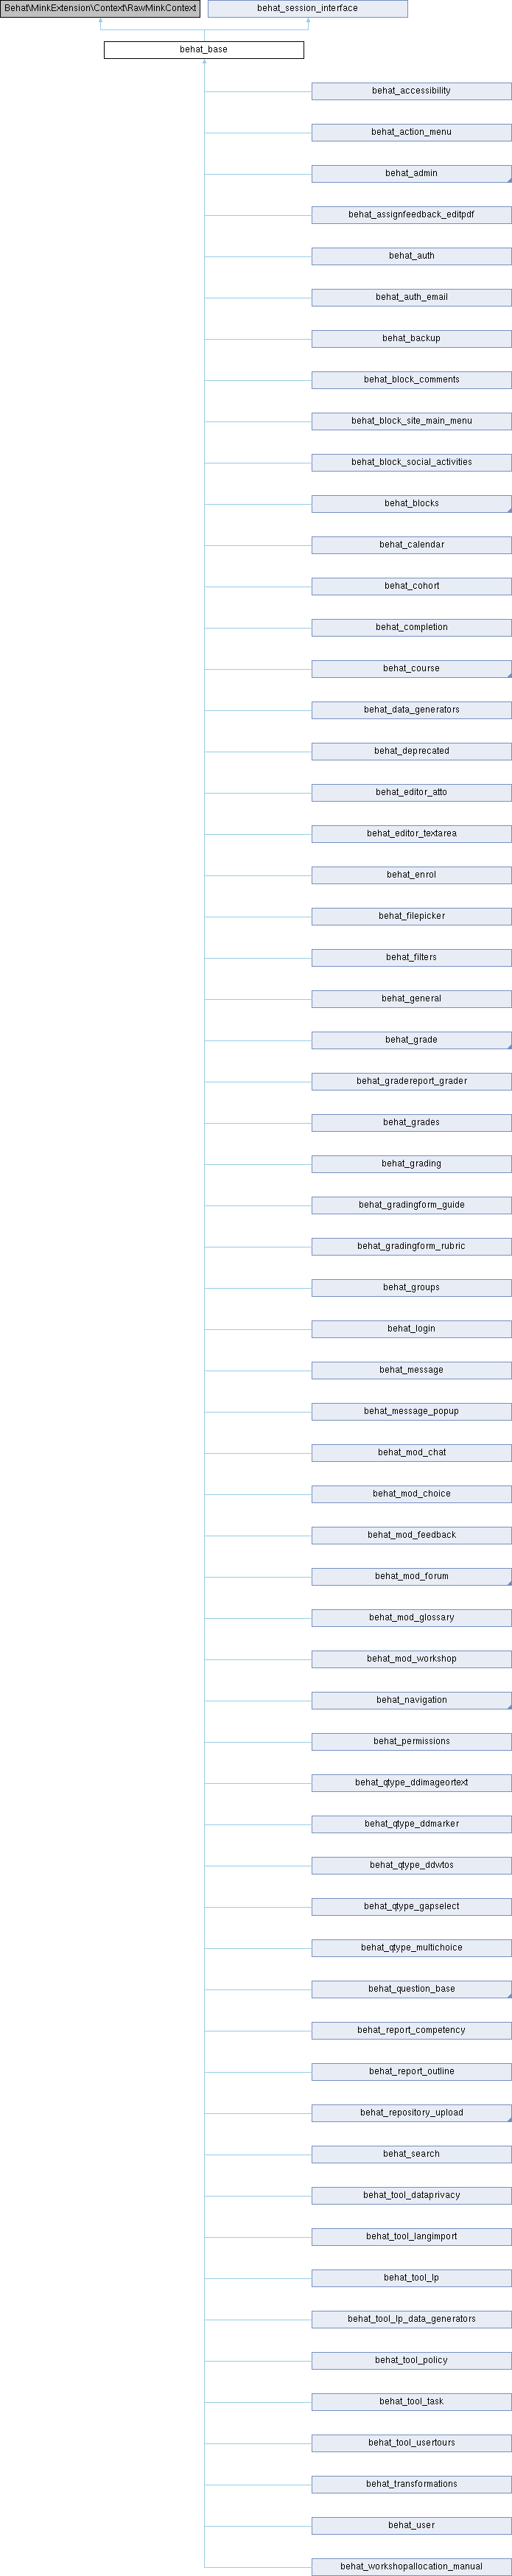 Behat\MinkExtension\Context\RawMinkContext
behat_session_interface
behat_base
behat_accessibility
behat_action_menu
behat_admin
behat_assignfeedback_editpdf
behat_auth
behat_auth_email
behat_backup
behat_block_comments
behat_block_site_main_menu
behat_block_social_activities
behat_blocks
behat_calendar
behat_cohort
behat_completion
behat_course
behat_data_generators
behat_deprecated
behat_editor_atto
behat_editor_textarea
behat_enrol
behat_filepicker
behat_filters
behat_general
behat_grade
behat_gradereport_grader
behat_grades
behat_grading
behat_gradingform_guide
behat_gradingform_rubric
behat_groups
behat_login
behat_message
behat_message_popup
behat_mod_chat
behat_mod_choice
behat_mod_feedback
behat_mod_forum
behat_mod_glossary
behat_mod_workshop
behat_navigation
behat_permissions
behat_qtype_ddimageortext
behat_qtype_ddmarker
behat_qtype_ddwtos
behat_qtype_gapselect
behat_qtype_multichoice
behat_question_base
behat_report_competency
behat_report_outline
behat_repository_upload
behat_search
behat_tool_dataprivacy
behat_tool_langimport
behat_tool_lp
behat_tool_lp_data_generators
behat_tool_policy
behat_tool_task
behat_tool_usertours
behat_transformations
behat_user
behat_workshopallocation_manual